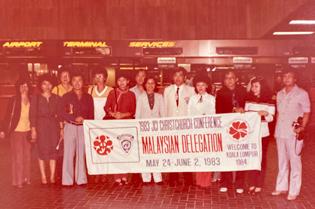 AIRPORT TERMINAL SERVICES
1983 JCI CHRISTCHURCH CONFERENCE
MALAYSIAN DELEGATION
MAY 24 - JUNE 2, 1983
WELCOME TO
KUALA LUMPUR
1984